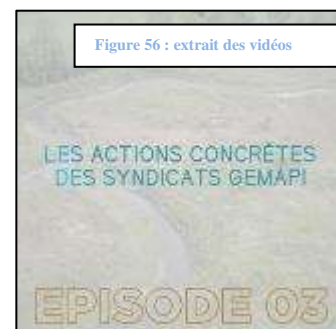 Figure 56 : extrait des vidéos
LES ACTIONS CONCRÈTES
DES SYNDICATS GEMAPI
EPISODE 03